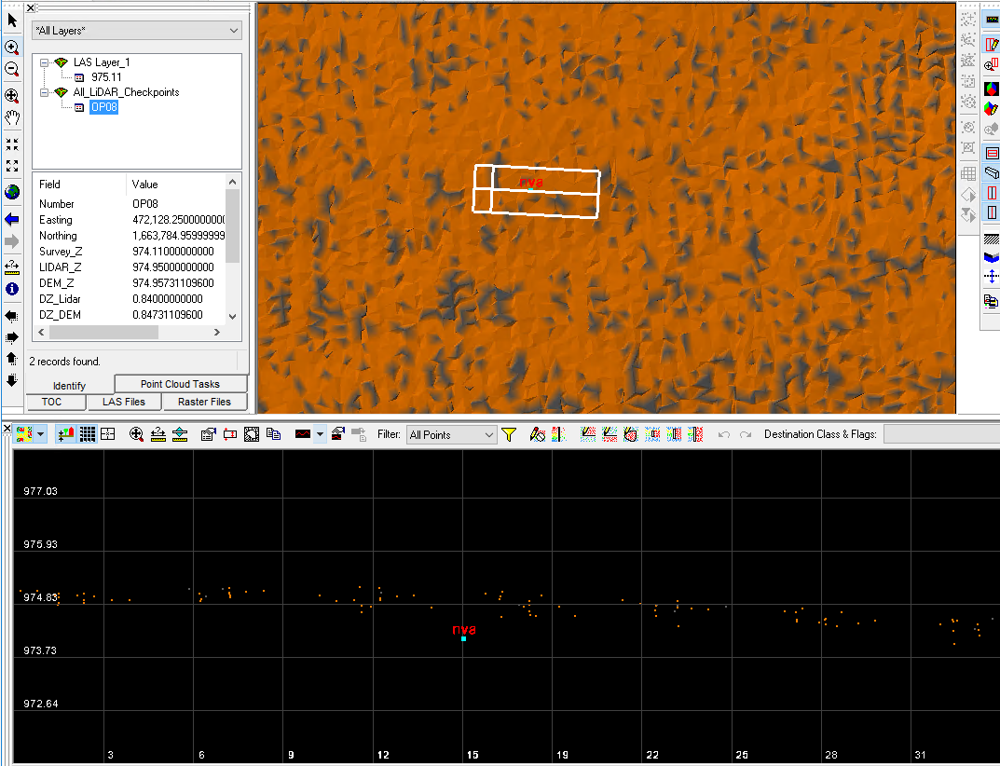 *All Layers*
LAS Layer_1
975.11
All_LiDAR_Checkpoints
OP08
Field Value
Number OP08
Easting 472,128.2500000000
Northing 1,663,784.95999999
Survey_Z 974.11000000000
LIDAR_Z 974.95000000000
DEM_Z 974.95731109600
DZ_Lidar 0.84000000000
DZ_DEM 0.84731109600
2 records found.
Identify Point Cloud Tasks
TOC LAS Files Raster Files
nva
Filter: All Points Destination Class & Flags:
977.03
975.93
974.83
nva
973.73
972.64
3 6 9 12 15 19 22 25 28 31